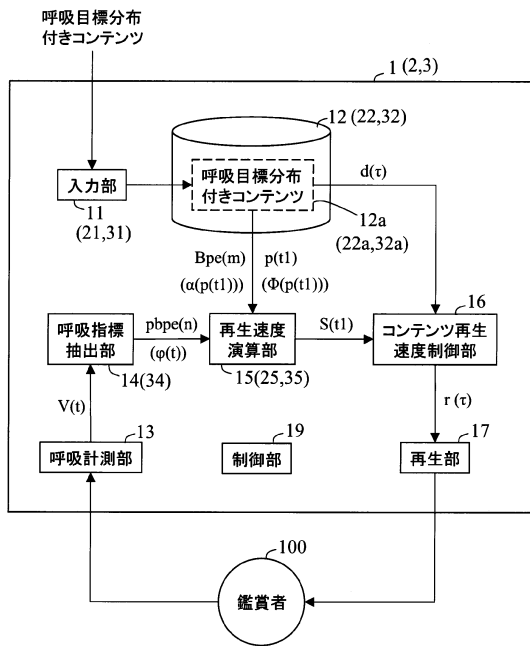 呼吸目標分布
付きコンテンツ
1 (2,3)
12 (22,32)
呼吸目標分布
付きコンテンツ
d(τ)
入力部
11
(21,31)
12a
(22a,32a)
Bpe(m)
p(t1)
(α(p(t1)))
(Φ(p(t1)))
16
呼吸指標
抽出部
pbpe(n)
(φ(t))
再生速度
演算部
S(t1)
コンテンツ再生
速度制御部
14(34)
15(25,35)
V(t)
r (τ)
13
19
17
呼吸計測部
制御部
再生部
100
鑑賞者